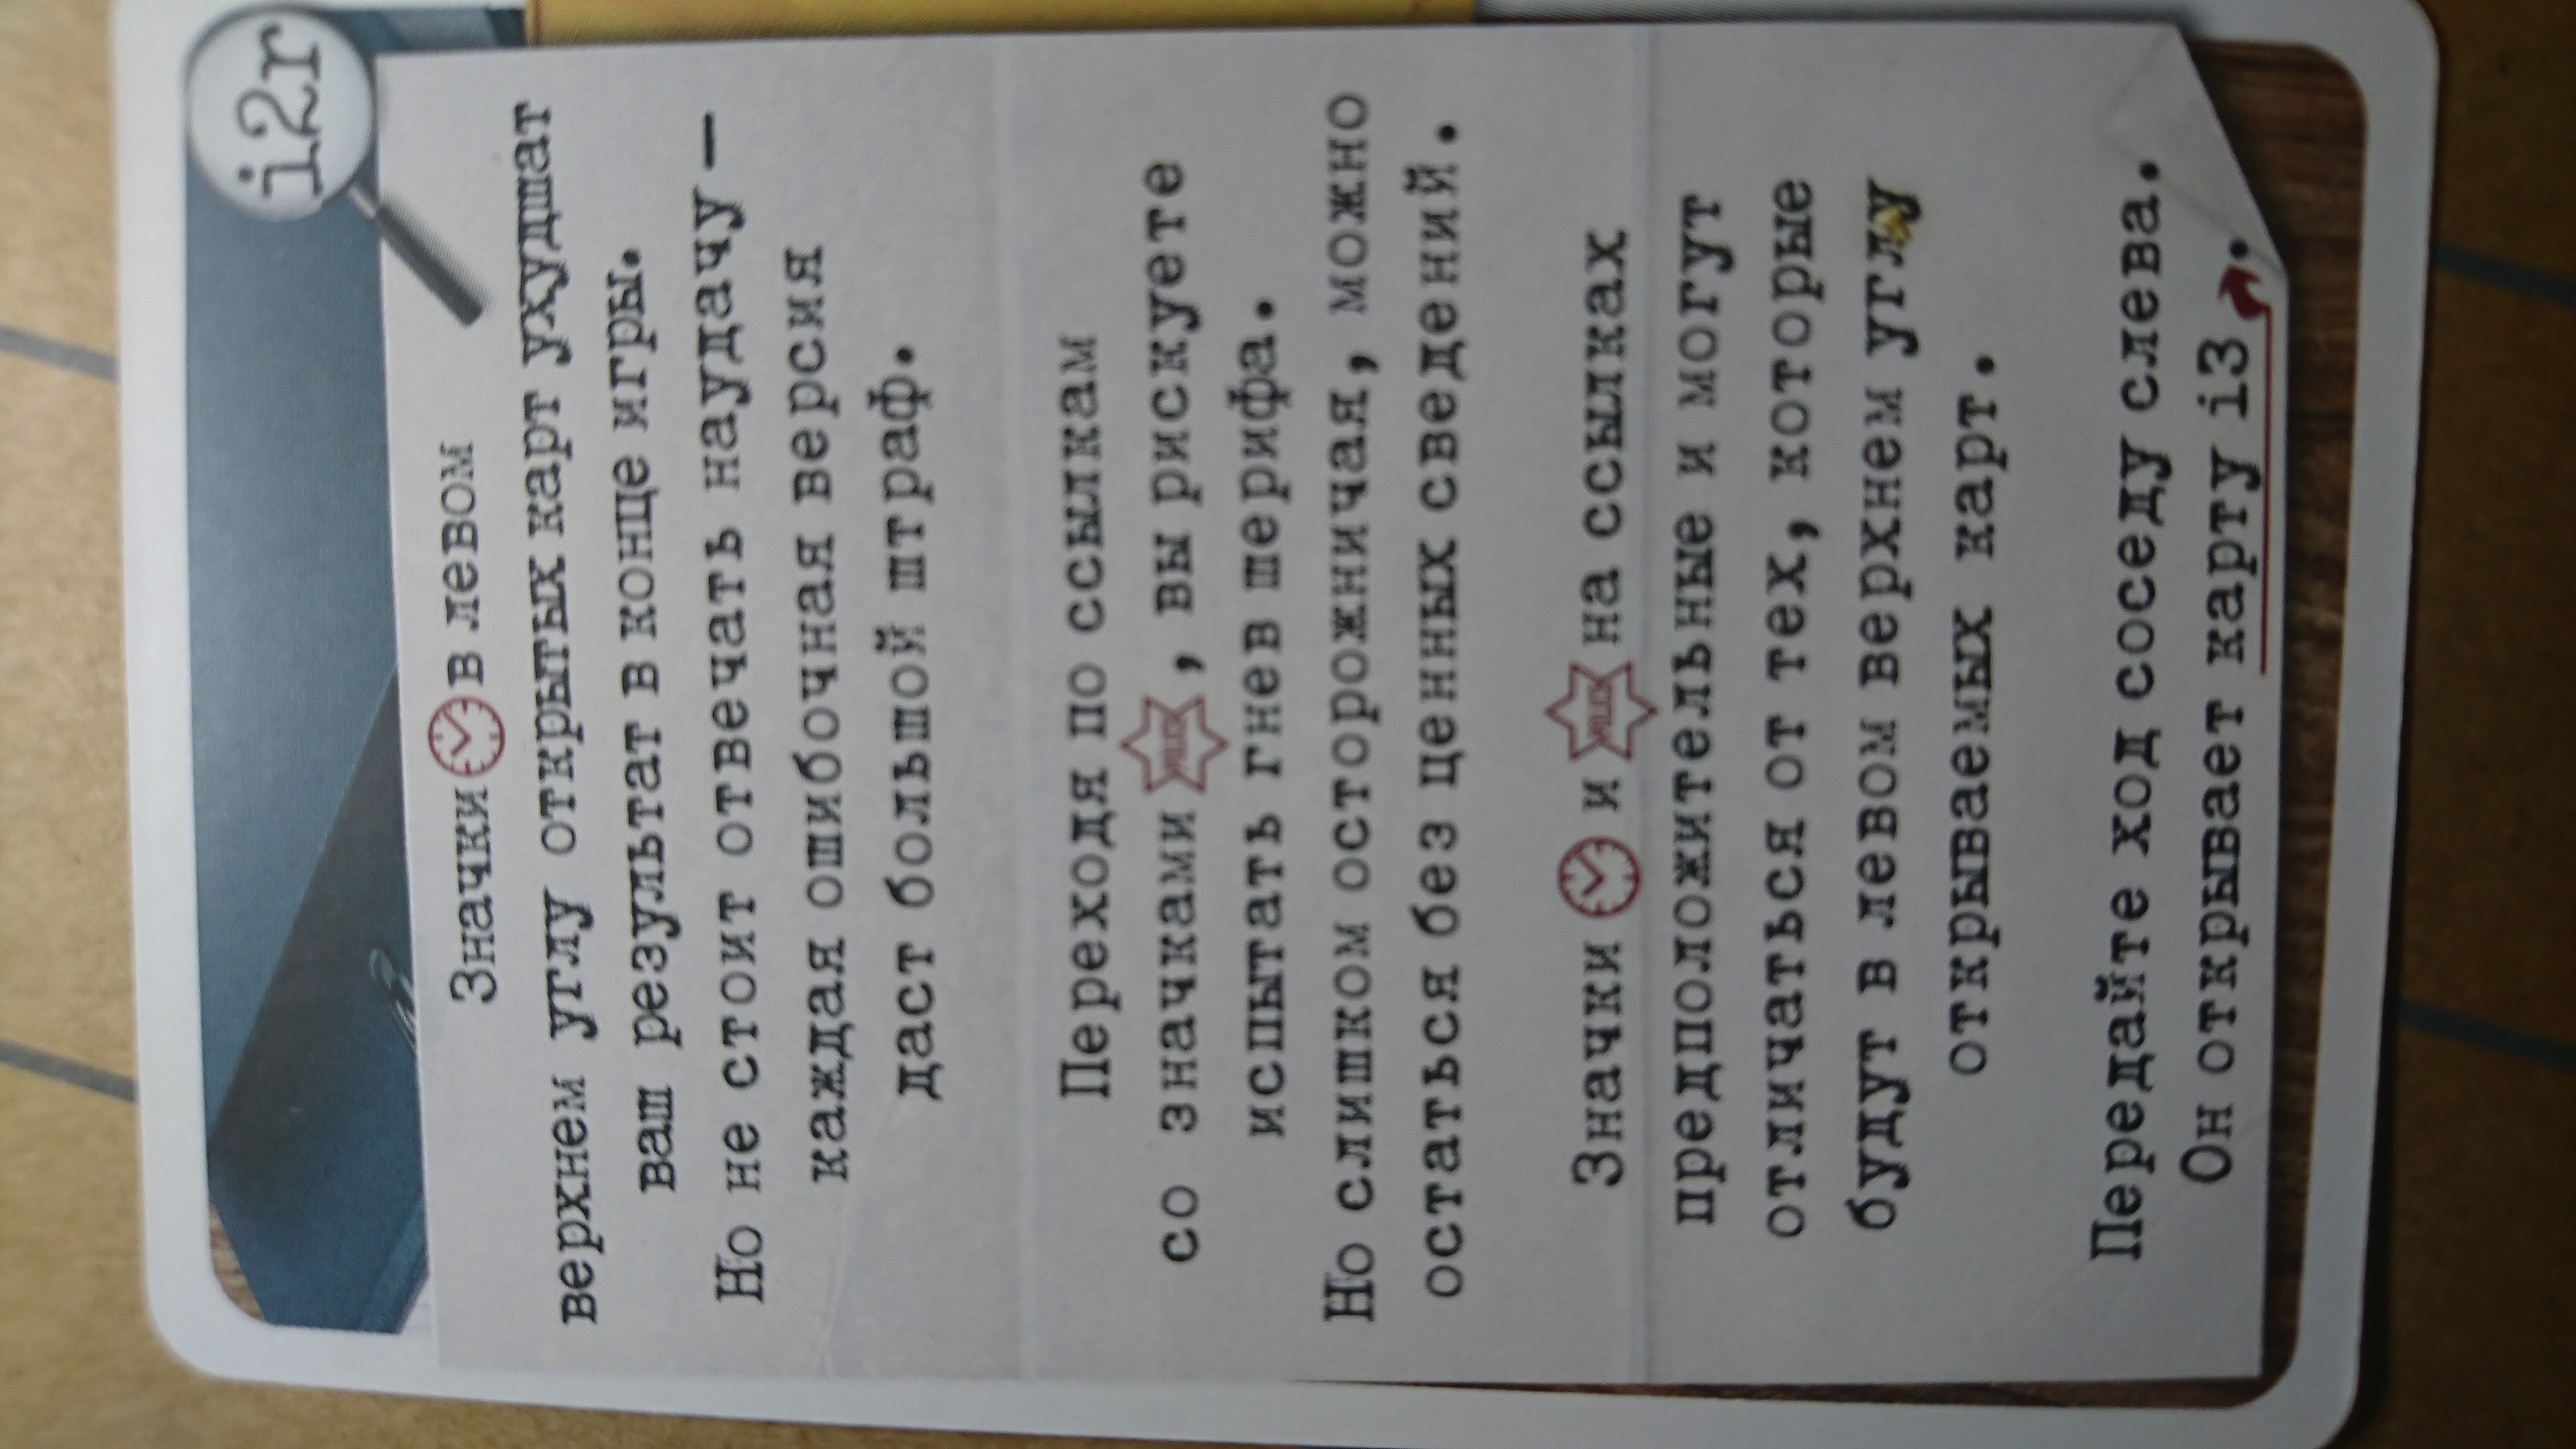 i2r
Значки в левом
верхнем углу открытых карт ухудшат
ваш результат в конце игры.
Но не стоит отвечать наудачу —
каждая ошибочная версия
даст большой штраф.
Переходя по ссылкам
со значками POLICE, вы рискуете
испытать гнев шерифа.
Но слишком осторожничая, можно
остаться без ценных сведений.
Значки и POLICE на ссылках
предположительные и могут
отличаться от тех, которые
будут в левом верхнем углу
открываемых карт.
Передайте ход соседу слева.
Он открывает карту i3.